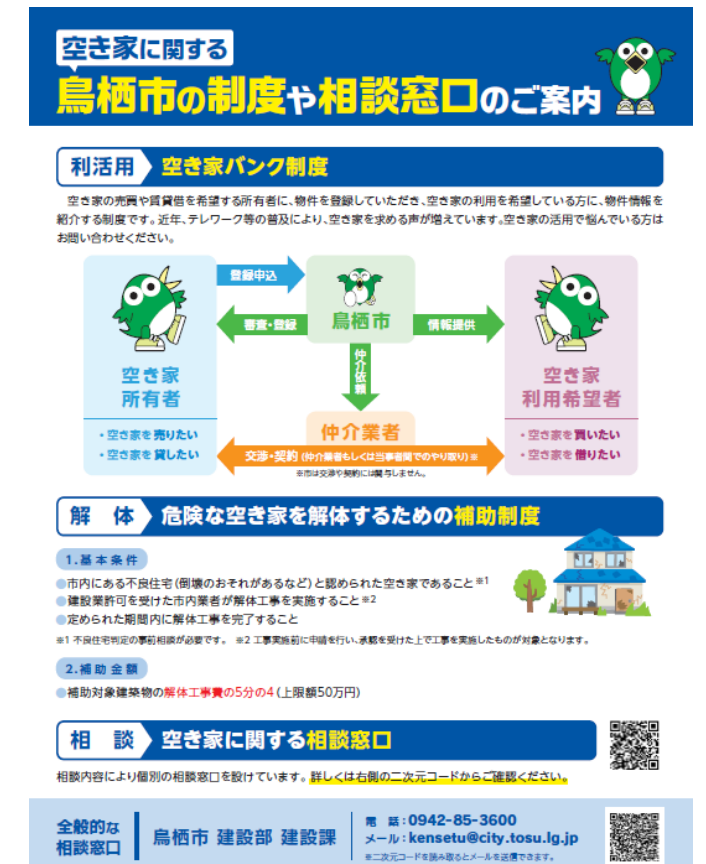 空き家に関する
鳥栖市の制度や相談窓口のご案内
利活用 空き家バンク制度
空き家の売買や賃貸借を希望する所有者に、物件を登録していただき、空き家の利用を希望している方に、物件情報を
紹介する制度です。近年、テレワーク等の普及により、空き家を求める声が増えています。空き家の活用で悩んでいる方は
お問い合わせください。
登録申込
審査・登録
鳥栖市
情報提供
仲介依頼
空き家
所有者
・空き家を売りたい
・空き家を貸したい
仲介業者
交渉・契約(仲介業者もしくは当事者間でのやり取り)※
※市は交渉や契約には関与しません。
空き家
利用希望者
・空き家を買いたい
・空き家を借りたい
解 体 危険な空き家を解体するための補助制度
1.基本条件
●市内にある不良住宅(倒壊のおそれがあるなど)と認められた空き家であること※1
●建設業許可を受けた市内業者が解体工事を実施すること※2
●定められた期間内に解体工事を完了すること
※1 不良住宅判定の事前相談が必要です。 ※2 工事実施前に申請を行い、承認を受けた上で工事を実施したものが対象となります。
2.補助金額
●補助対象建築物の解体工事費の5分の4(上限額50万円)
相 談 空き家に関する相談窓口
相談内容により個別の相談窓口を設けています。詳しくは右側の二次元コードからご確認ください。
全般的な
相談窓口
鳥栖市 建設部 建設課
電 話:0942-85-3600
メール:kensetu@city.tosu.lg.jp
※二次元コードを読み取るとメールを送信できます。